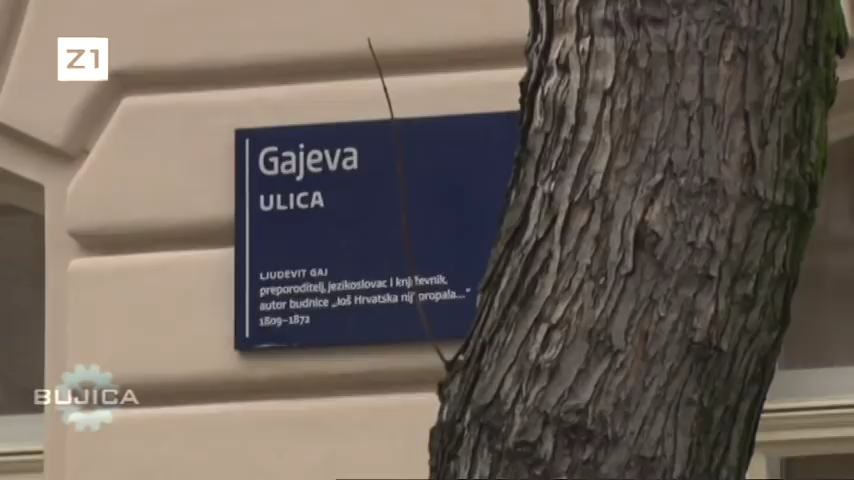 Z1
Gajeva
ULICA
LJUDEVIT GAJ
preporoditelj, jezikoslovac i književnik,
autor budnice „Još Hrvatska nij' propala..."
1809–1872
BUJICA